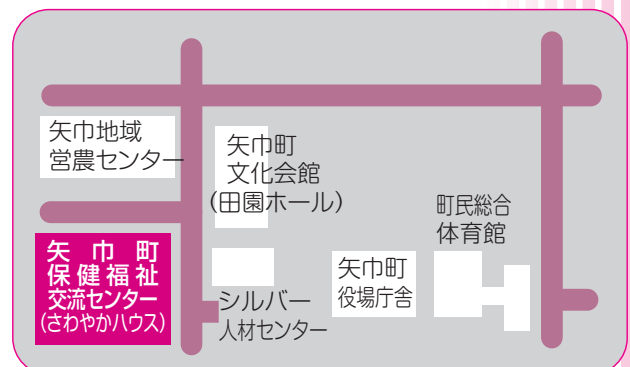 矢巾地域
営農センター
矢巾町
文化会館
(田園ホール)
町民総合
体育館
矢巾町
保健福祉
交流センター
(さわやかハウス)
シルバー
人材センター
矢巾町
役場庁舎